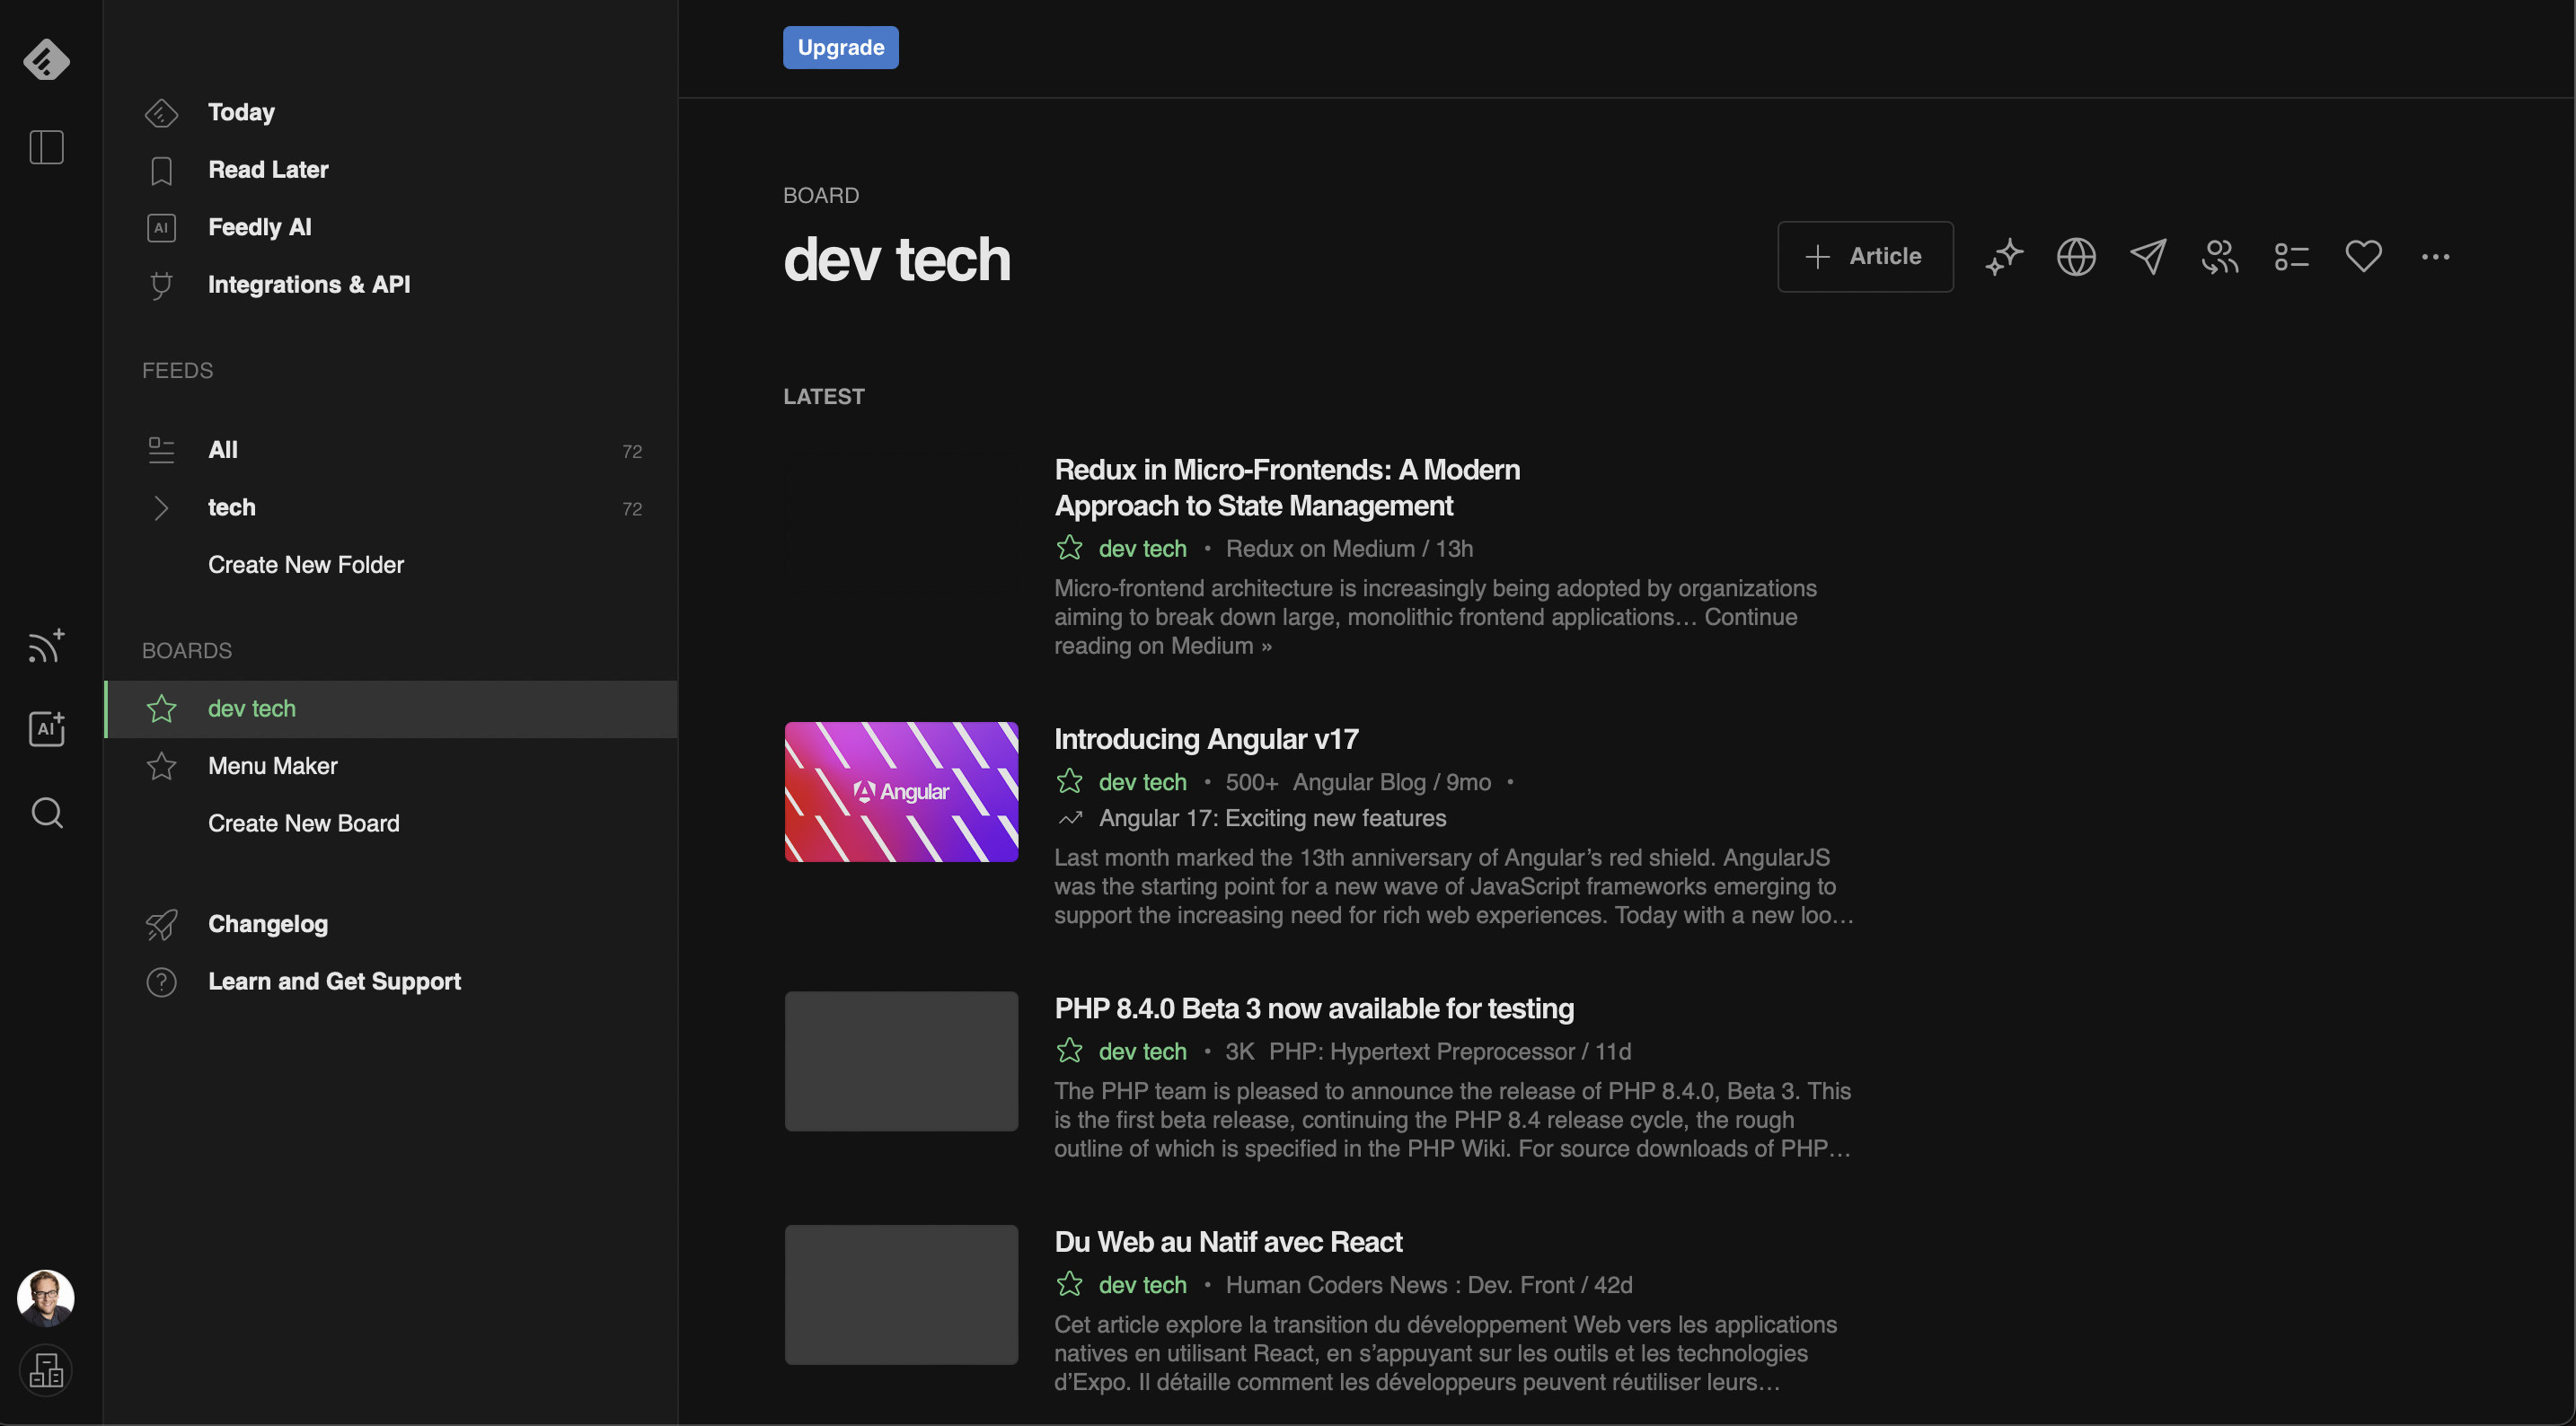 Upgrade
Today
Read Later
AI
Feedly AI
Integrations & API
FEEDS
All
72
tech
72
Create New Folder
BOARDS
dev tech
Menu Maker
Create New Board
Changelog
? Learn and Get Support
AI
BOARD
dev tech
Article
LATEST
Redux in Micro-Frontends: A Modern
Approach to State Management
dev tech • Redux on Medium / 13h
Micro-frontend architecture is increasingly being adopted by organizations
aiming to break down large, monolithic frontend applications… Continue
reading on Medium »
Angular
Introducing Angular v17
dev tech • 500+ Angular Blog / 9mo •
Angular 17: Exciting new features
Last month marked the 13th anniversary of Angular’s red shield. AngularJS
was the starting point for a new wave of JavaScript frameworks emerging to
support the increasing need for rich web experiences. Today with a new loo…
PHP 8.4.0 Beta 3 now available for testing
dev tech • 3K PHP: Hypertext Preprocessor / 11d
The PHP team is pleased to announce the release of PHP 8.4.0, Beta 3. This
is the first beta release, continuing the PHP 8.4 release cycle, the rough
outline of which is specified in the PHP Wiki. For source downloads of PHP…
Du Web au Natif avec React
dev tech • Human Coders News : Dev. Front / 42d
Cet article explore la transition du développement Web vers les applications
natives en utilisant React, en s’appuyant sur les outils et les technologies
d’Expo. Il détaille comment les développeurs peuvent réutiliser leurs…